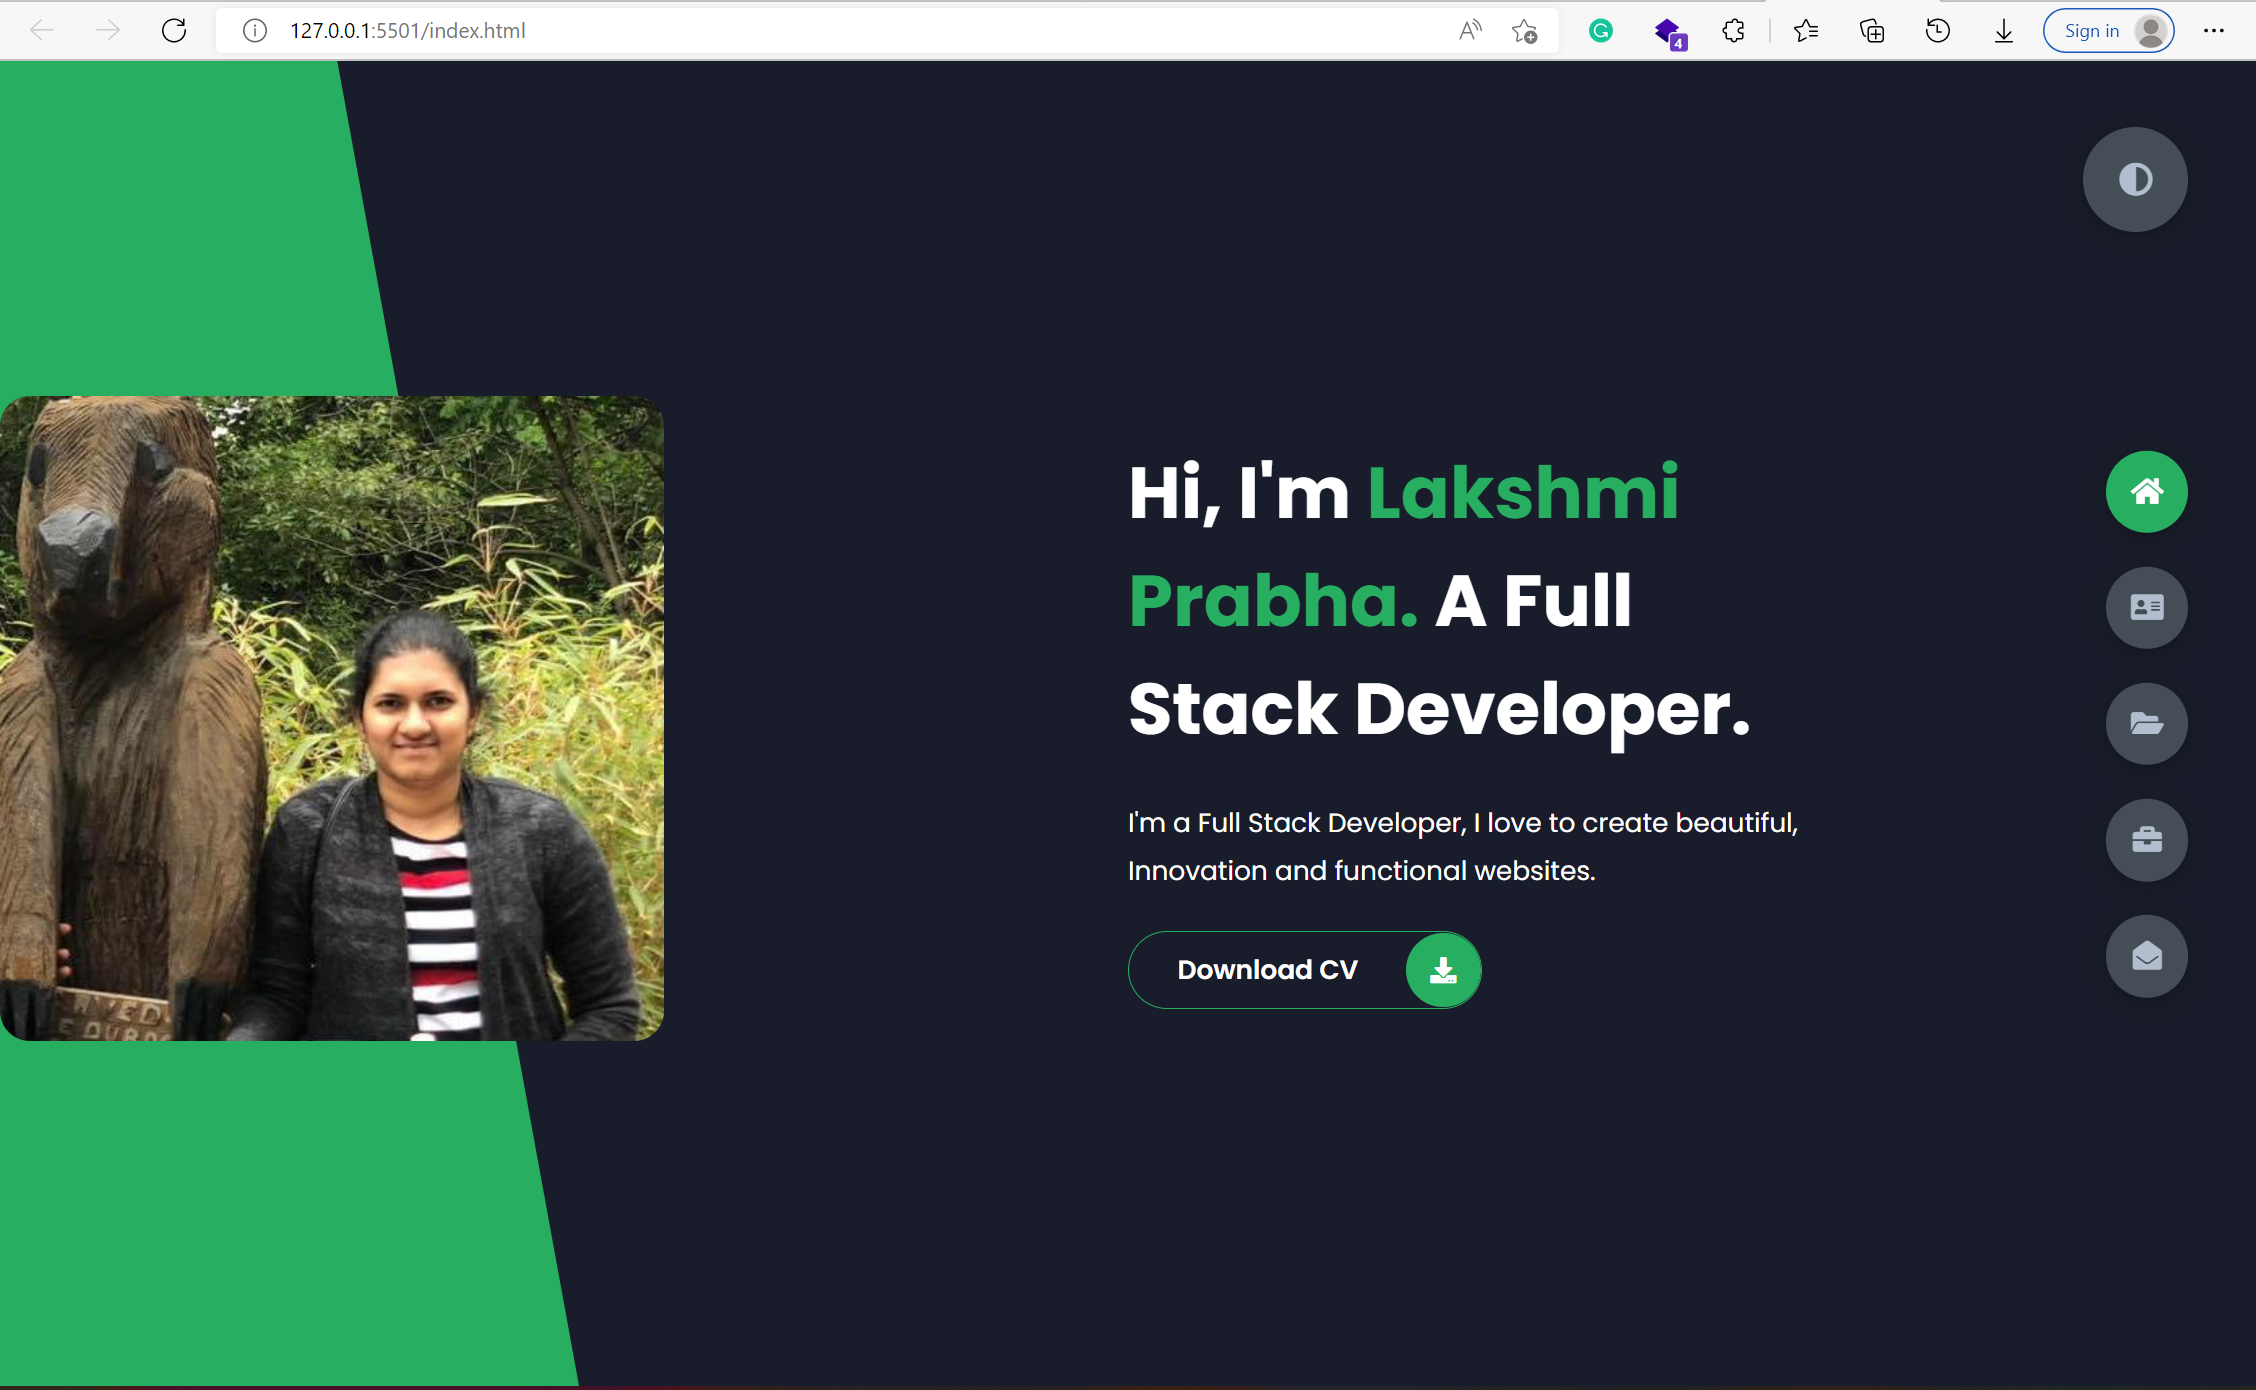 127.0.0.1:5501/index.html
4
Sign in
Hi, I'm Lakshmi
Prabha. A Full
Stack Developer.
I'm a Full Stack Developer, I love to create beautiful,
Innovation and functional websites.
Download CV